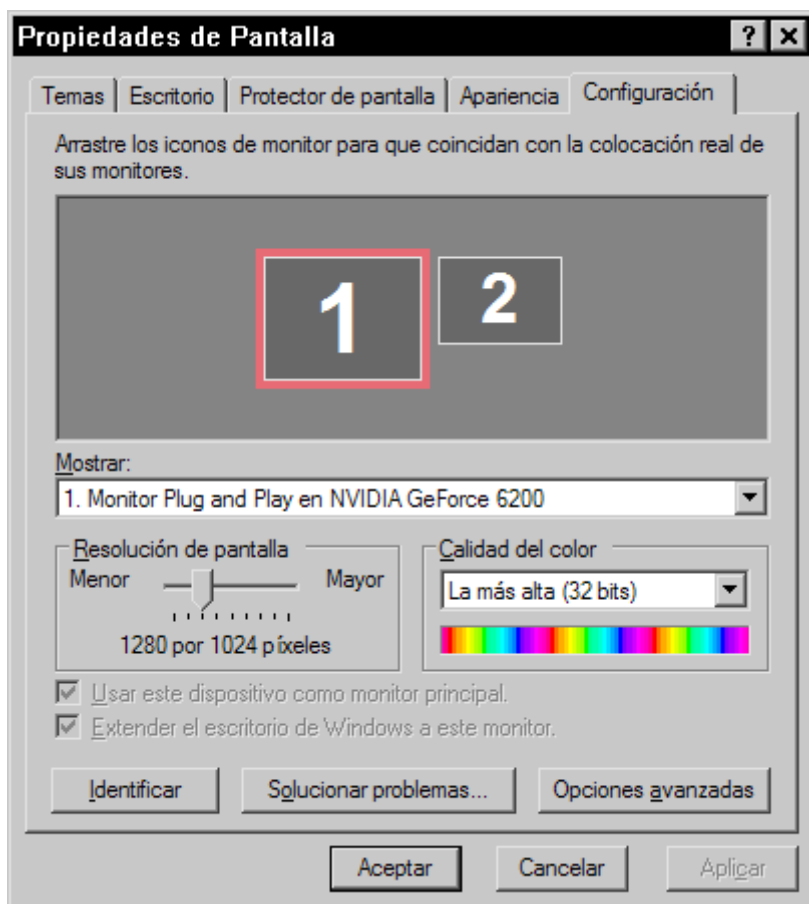 Propiedades de Pantalla
Temas Escritorio Protector de pantalla Apariencia Configuración
Arrastre los iconos de monitor para que coincidan con la colocación real de
sus monitores.
1 2
Mostrar:
1. Monitor Plug and Play en NVIDIA GeForce 6200
Resolución de pantalla
Menor Mayor
1280 por 1024 píxeles
Calidad del color
La más alta (32 bits)
Usar este dispositivo como monitor principal.
Extender el escritorio de Windows a este monitor.
Identificar Solucionar problemas... Opciones avanzadas
Aceptar Cancelar Aplicar